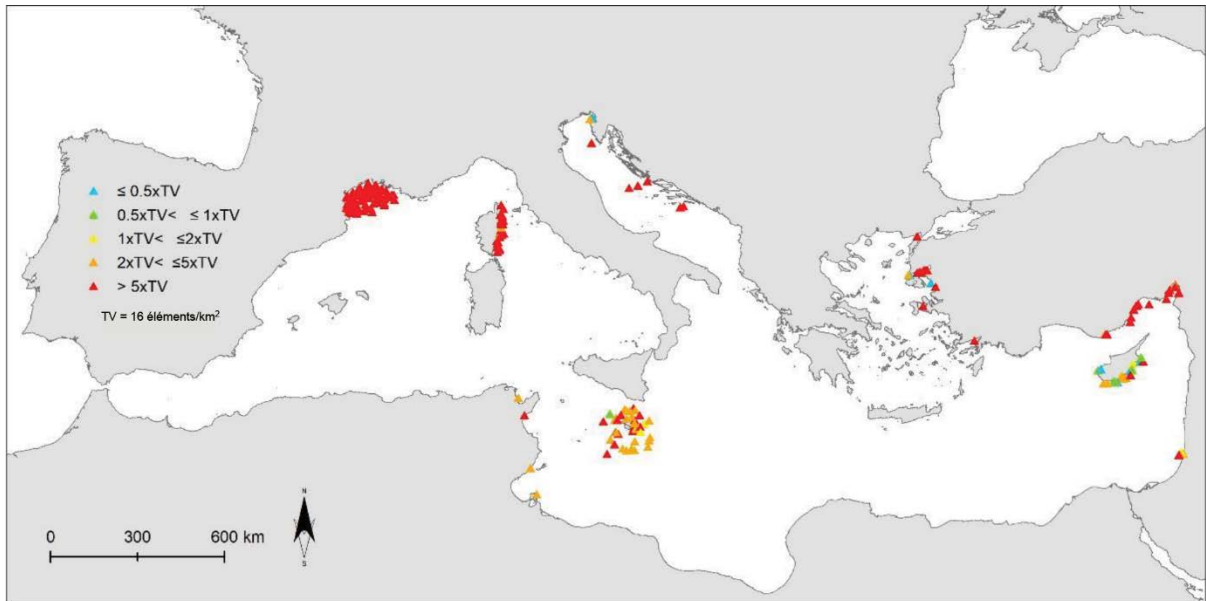 ≤ 0.5xTV
0.5xTV< ≤ 1xTV
1xTV< ≤2xTV
2xTV< ≤5xTV
> 5xTV
TV = 16 éléments/km²
0 300 600 km
N
S